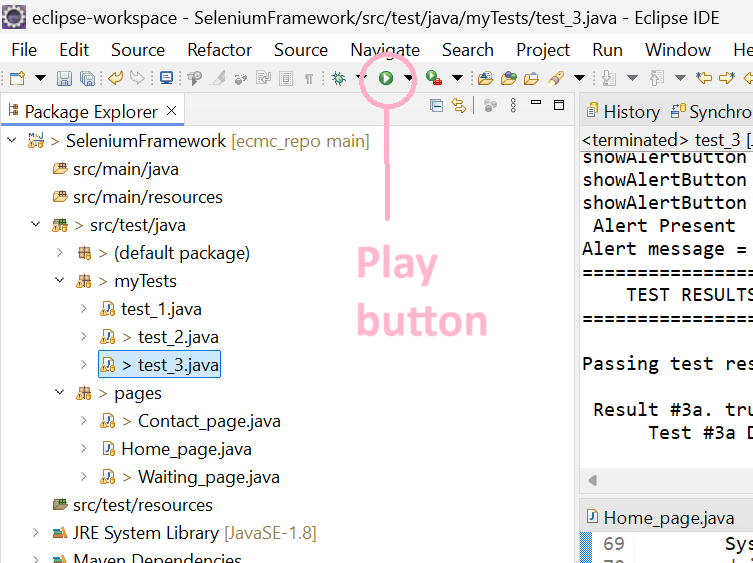 eclipse-workspace - SeleniumFramework/src/test/java/myTests/test_3.java - Eclipse IDE
File Edit Source Refactor Source Navigate Search Project Run Window H
Package Explorer
> SeleniumFramework [ecmc_repo main]
src/main/java
src/main/resources
> src/test/java
> (default package)
> myTests
test_1.java
> test_2.java
> test_3.java
> pages
> Contact_page.java
Home_page.java
> Waiting_page.java
src/test/resources
JRE System Library [JavaSE-1.8]
Maven Dependencies
Play
button
History Synchro
<terminated> test_3 [
showAlertButton
showAlertButton
showAlertButton
Alert Present
Alert message =
==============
TEST RESULTS
==============
Passing test res
Result #3a. tru
Test #3a D
Home_page.java
69 Sys